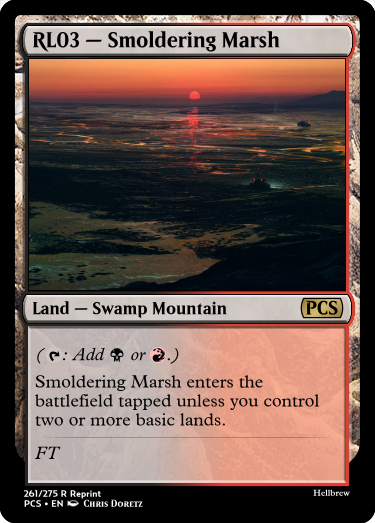 RL03 — Smoldering Marsh
Land — Swamp Mountain
PCS
( : Add or .)
Smoldering Marsh enters the
battlefield tapped unless you control
two or more basic lands.
FT
261/275 R Reprint
PCS • EN Chris Doretz
Hellbrew